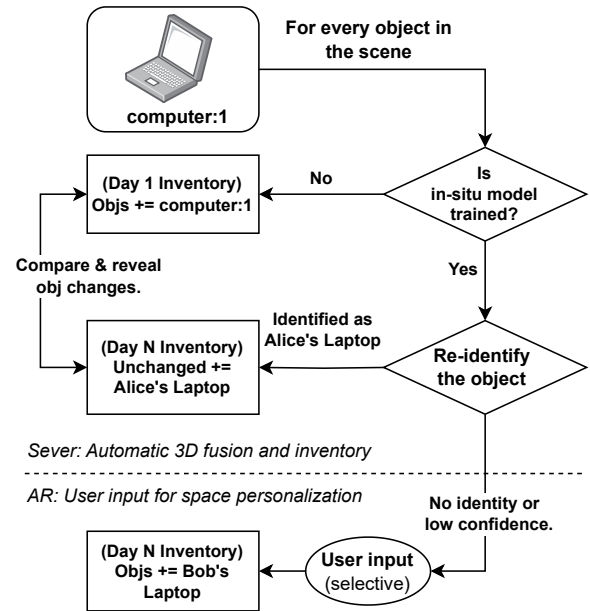 For every object in
the scene
computer:1
Is
in-situ model
trained?
No
(Day 1 Inventory)
Objs += computer:1
Compare & reveal
obj changes.
Yes
Identified as
Alice's Laptop
(Day N Inventory)
Unchanged +=
Alice's Laptop
Re-identify
the object
Sever: Automatic 3D fusion and inventory
AR: User input for space personalization
No identity or
low confidence.
User input
(selective)
(Day N Inventory)
Objs += Bob's
Laptop